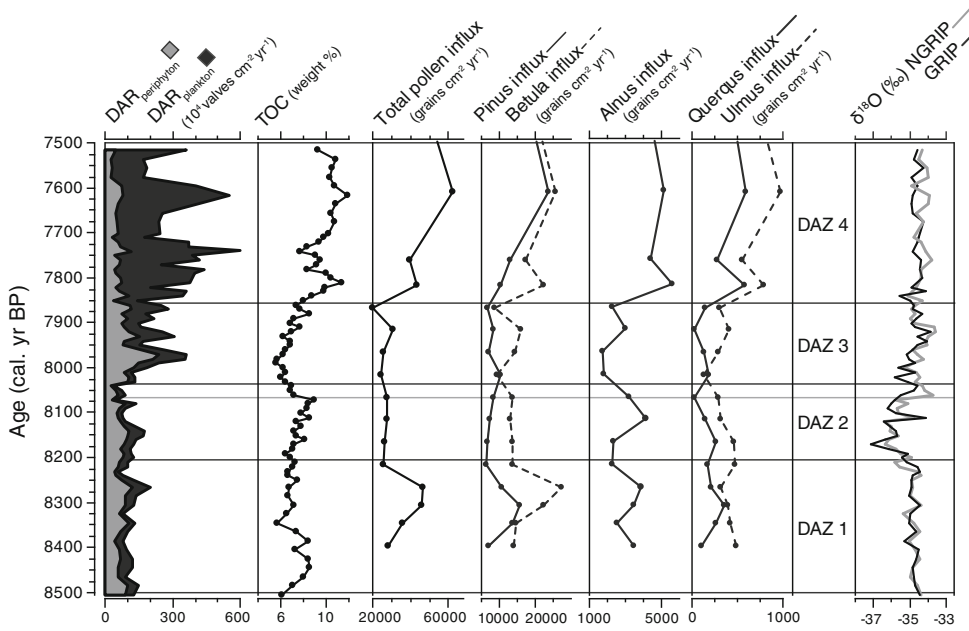 DAR periphyton
DAR plankton
(10⁴ valves cm⁻² yr⁻¹)
TOC (weight %)
Total pollen influx
(grains cm⁻² yr⁻¹)
Pinus influx
Betula influx
(grains cm⁻² yr⁻¹)
Alnus influx
(grains cm⁻² yr⁻¹)
Querqus influx
Ulmus influx
(grains cm⁻² yr⁻¹)
δ¹⁸O (‰) NGRIP
GRIP
Age (cal. yr BP)
7500
7600
7700
7800
7900
8000
8100
8200
8300
8400
8500
DAZ 4
DAZ 3
DAZ 2
DAZ 1
0 300 600
6 10
20000 60000
10000 20000
1000 5000
0 1000
-37 -35 -33